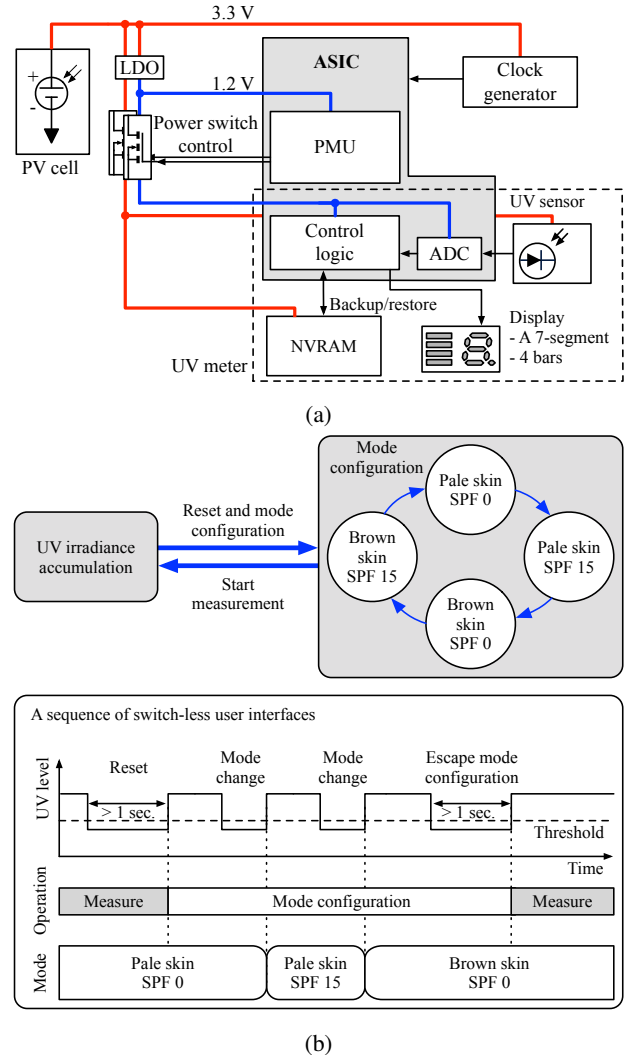 3.3 V
LDO
1.2 V
ASIC
Clock
generator
+
-
PV cell
Power switch
control
PMU
UV sensor
Control
logic
ADC
Backup/restore
NVRAM
UV meter
Display
- A 7-segment
- 4 bars
(a)
Mode
configuration
Pale skin
SPF 0
Reset and mode
configuration
UV irradiance
accumulation
Brown
skin
SPF 15
Pale skin
SPF 15
Start
measurement
Brown
skin
SPF 0
A sequence of switch-less user interfaces
UV level
Reset
Mode
change
Mode
change
Escape mode
configuration
> 1 sec.
> 1 sec.
Threshold
Time
Operation
Measure
Mode configuration
Measure
Mode
Pale skin
SPF 0
Pale skin
SPF 15
Brown skin
SPF 0
(b)